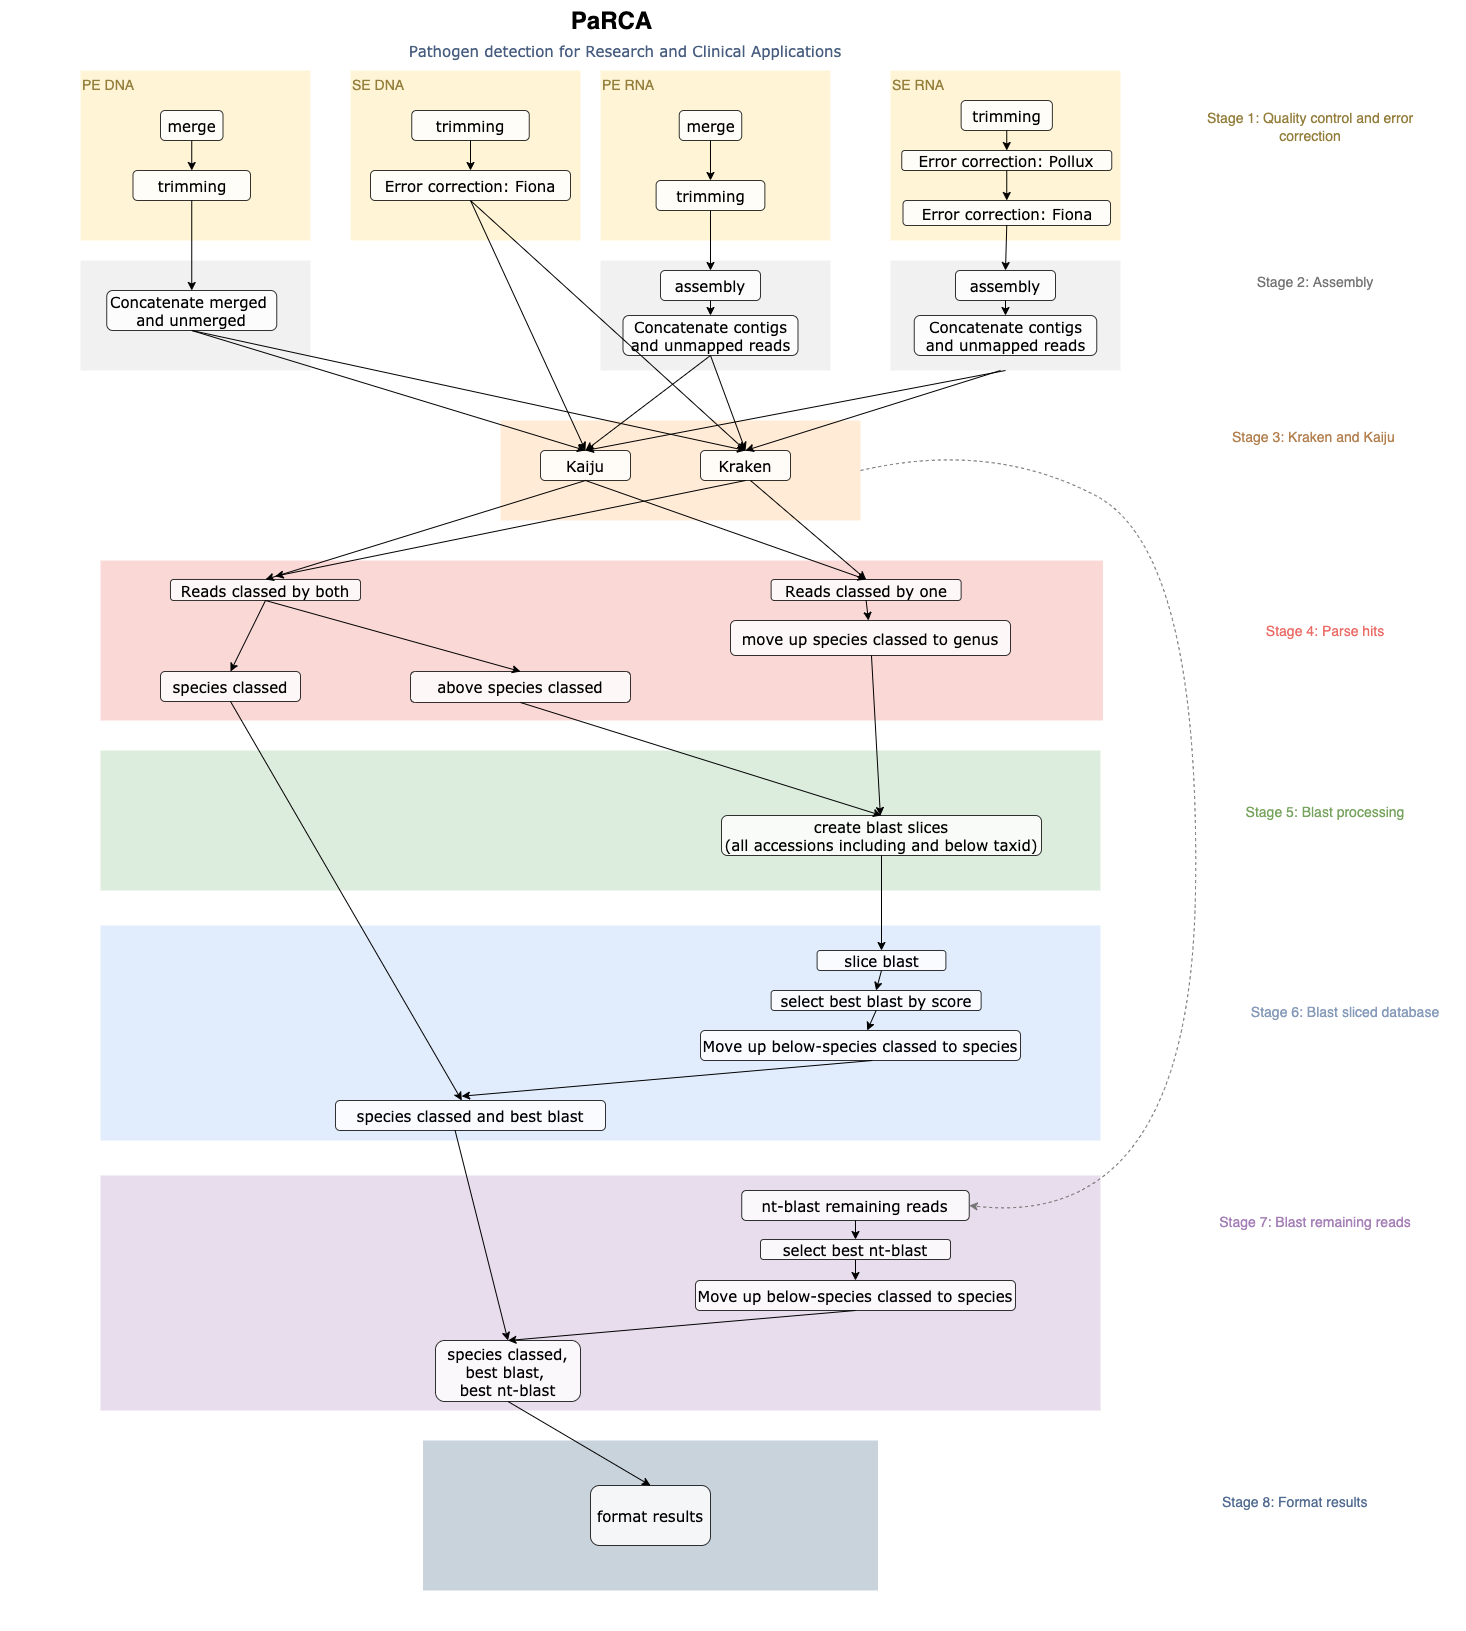 PaRCA
Pathogen detection for Research and Clinical Applications
PE DNA
merge
trimming
SE DNA
trimming
Error correction: Fiona
PE RNA
merge
trimming
SE RNA
trimming
Error correction: Pollux
Error correction: Fiona
Stage 1: Quality control and error
correction
Concatenate merged
and unmerged
assembly
Concatenate contigs
and unmapped reads
assembly
Concatenate contigs
and unmapped reads
Stage 2: Assembly
Kaiju
Kraken
Stage 3: Kraken and Kaiju
Reads classed by both
Reads classed by one
move up species classed to genus
species classed
above species classed
Stage 4: Parse hits
create blast slices
(all accessions including and below taxid)
Stage 5: Blast processing
slice blast
select best blast by score
Move up below-species classed to species
species classed and best blast
Stage 6: Blast sliced database
nt-blast remaining reads
select best nt-blast
Move up below-species classed to species
species classed,
best blast,
best nt-blast
Stage 7: Blast remaining reads
format results
Stage 8: Format results